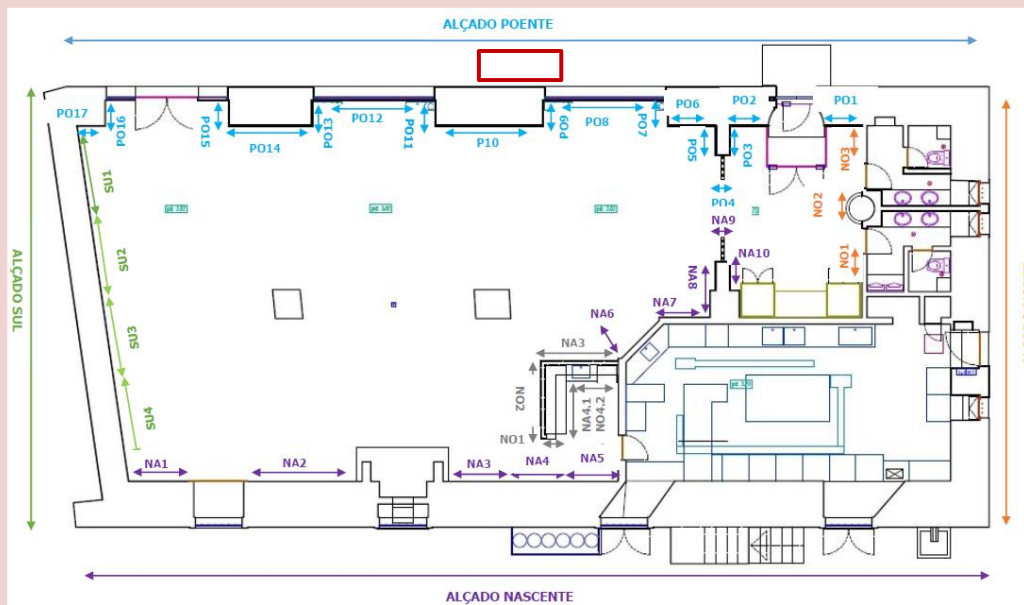 ALÇADO POENTE
PO17
PO16
PO15
PO14
PO13
PO12
PO11
P10
PO9
PO8
PO7
PO6
PO5
PO2
PO3
PO1
NO3
PO4
NO2
NA9
NO1
NA10
NA8
NA7
NA6
SU1
SU2
SU3
SU4
ALÇADO SUL
NA3
NO2
NA4.1
NO4.2
NO1
NA1
NA2
NA3
NA4
NA5
ALÇADO NASCENTE